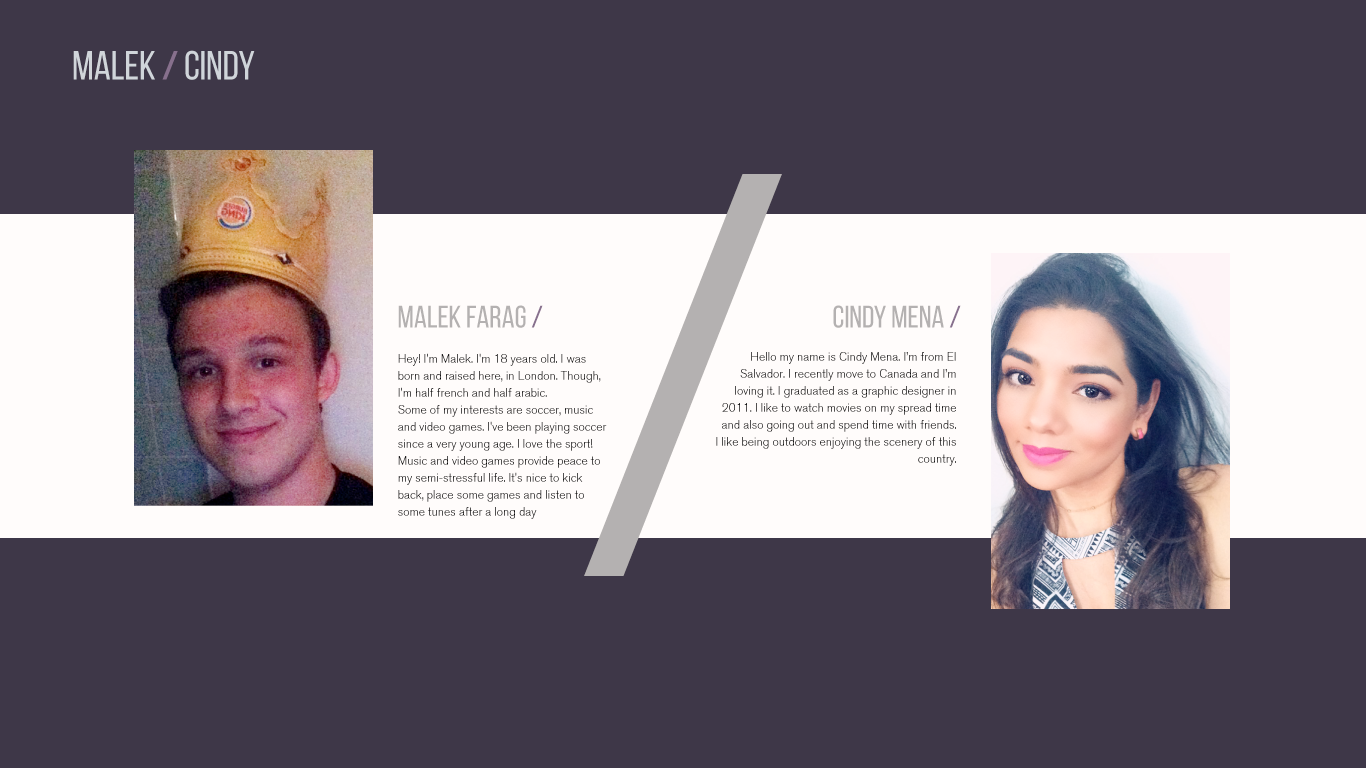 MALEK / CINDY
MALEK FARAG /
Hey! I'm Malek. I'm 18 years old. I was
born and raised here, in London. Though,
I'm half french and half arabic.
Some of my interests are soccer, music
and video games. I've been playing soccer
since a very young age. I love the sport!
Music and video games provide peace to
my semi-stressful life. It's nice to kick
back, place some games and listen to
some tunes after a long day
CINDY MENA /
Hello my name is Cindy Mena. I'm from El
Salvador. I recently move to Canada and I'm
loving it. I graduated as a graphic designer in
2011. I like to watch movies on my spread time
and also going out and spend time with friends.
I like being outdoors enjoying the scenery of this
country.